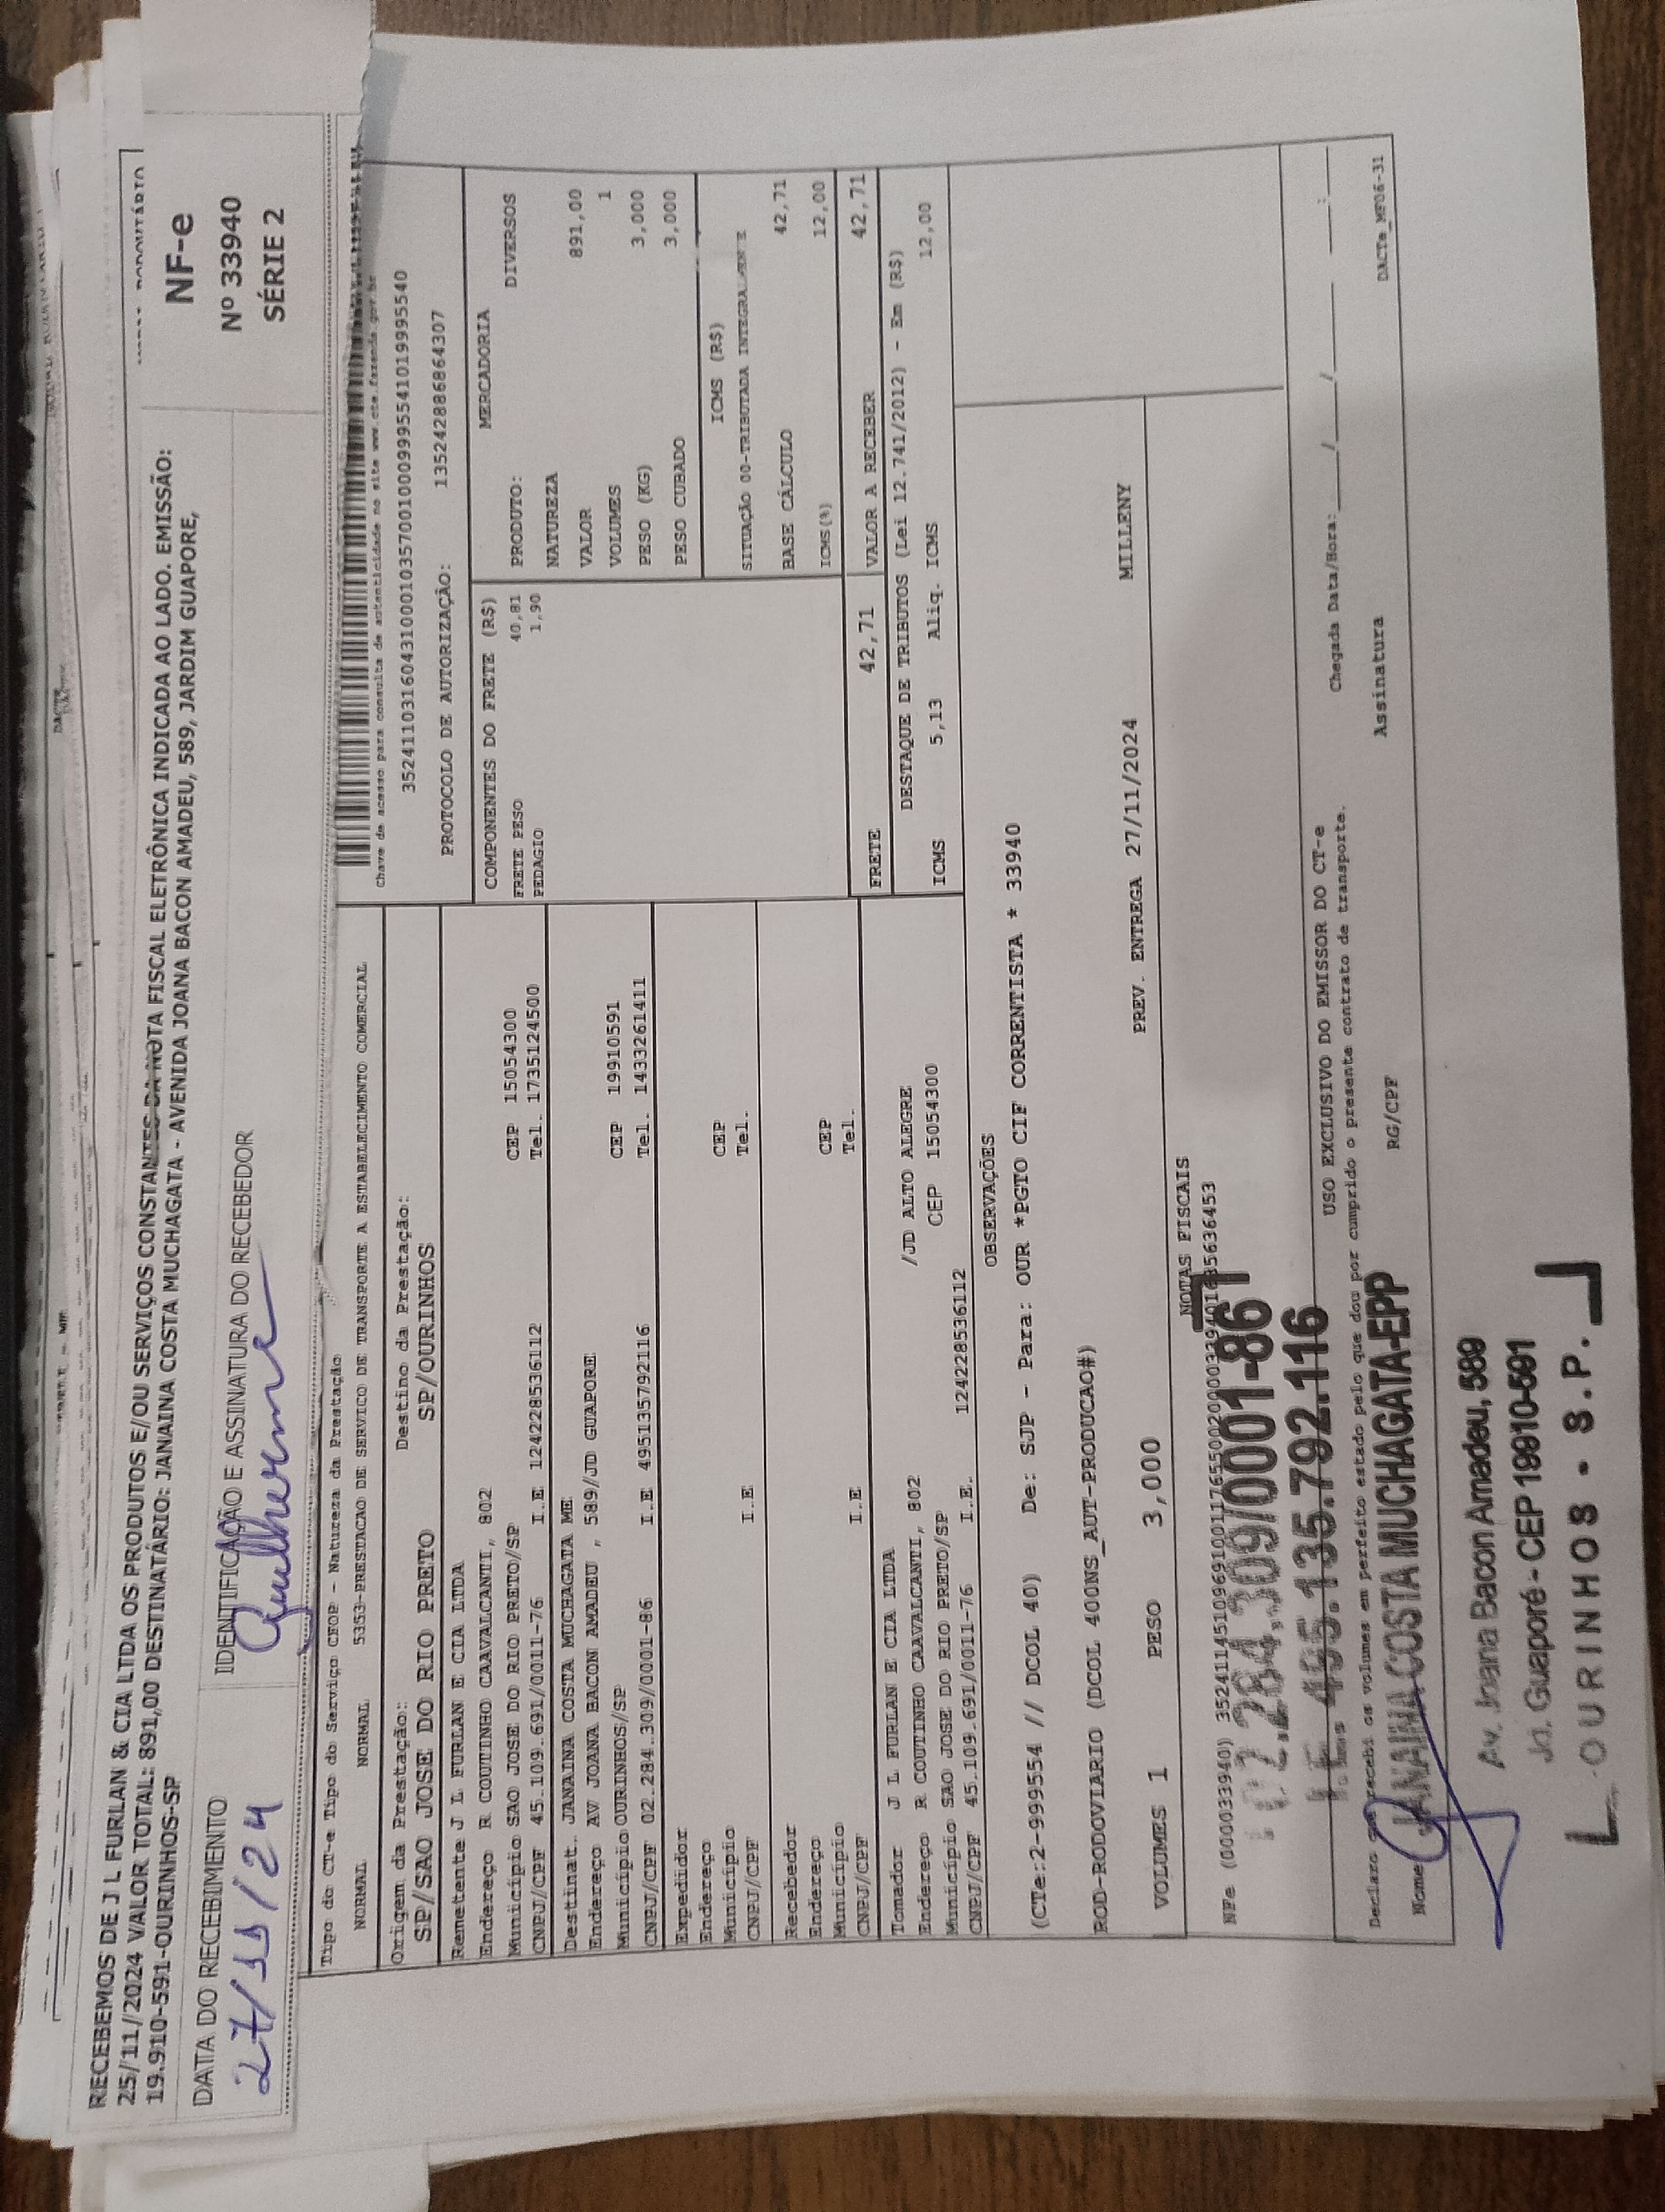 RECEBEMOS DE J L FURLAN & CIA LTDA OS PRODUTOS E/OU SERVIÇOS CONSTANTES DA NOTA FISCAL ELETRÔNICA INDICADA AO LADO. EMISSÃO:
25/11/2024 VALOR TOTAL: 891,00 DESTINATÁRIO: JANAINA COSTA MUCHAGATA - AVENIDA JOANA BACON AMADEU, 589, JARDIM GUAPORE,
19.910-591-OURINHOS-SP
NF-e
Nº 33940
SÉRIE 2
DATA DO RECEBIMENTO
27/11/24
IDENTIFICAÇÃO E ASSINATURA DO RECEBEDOR
Guilherme
Tipo do CT-e Tipo do Serviço CFOP - Natureza da Prestação
NORMAL NORMAL 5353-PRESTACAO DE SERVICO DE TRANSPORTE A ESTABELECIMENTO COMERCIAL
Chave de acesso para consulta de autenticidade no site www.cte.fazenda.gov.br
35241103160431000103570010009995541019995540
PROTOCOLO DE AUTORIZAÇÃO: 135242886864307
Origem da Prestação: Destino da Prestação:
SP/SAO JOSE DO RIO PRETO SP/OURINHOS
Remetente J L FURLAN E CIA LTDA
Endereço R COUTINHO CAAVALCANTI, 802
Município SAO JOSE DO RIO PRETO/SP CEP 15054300
CNPJ/CPF 45.109.691/0011-76 I.E 124228536112 Tel. 1735124500
Destinat. JANAINA COSTA MUCHAGATA ME
Endereço AV JOANA BACON AMADEU , 589/JD GUAPORE
Município OURINHOS/SP CEP 19910591
CNPJ/CPF 02.284.309/0001-86 I.E 495135792116 Tel. 1433261411
Expedidor
Endereço
Município CEP
CNPJ/CPF I.E Tel.
Recebedor
Endereço
Município CEP
CNPJ/CPF I.E Tel.
Tomador J L FURLAN E CIA LTDA
Endereço R COUTINHO CAAVALCANTI, 802 /JD ALTO ALEGRE
Município SAO JOSE DO RIO PRETO/SP CEP 15054300
CNPJ/CPF 45.109.691/0011-76 I.E. 124228536112
COMPONENTES DO FRETE (R$)
FRETE PESO 40,81
PEDAGIO 1,90
MERCADORIA
PRODUTO: DIVERSOS
NATUREZA
VALOR 891,00
VOLUMES 1
PESO (KG) 3,000
PESO CUBADO 3,000
ICMS (R$)
SITUAÇÃO 00-TRIBUTADA INTEGRALMENTE
BASE CÁLCULO 42,71
ICMS(%) 12,00
FRETE 42,71 VALOR A RECEBER 42,71
DESTAQUE DE TRIBUTOS (Lei 12.741/2012) - Em (R$)
ICMS 5,13 Aliq. ICMS 12,00
OBSERVAÇÕES
(CTe:2-999554 // DCOL 40) De: SJP - Para: OUR *PGTO CIF CORRENTISTA * 33940
ROD-RODOVIARIO (DCOL 400NS_AUT-PRODUCAO#)
PREV. ENTREGA 27/11/2024 MILLENY
VOLUMES 1 PESO 3,000
NOTAS FISCAIS
NFe (000033940)
02.284.309/0001-86
I.E. 495.135.792.116
JANAINA COSTA MUCHAGATA-EPP
Av. Joana Bacon Amadeu, 589
Jd. Guaporé - CEP 19910-591
OURINHOS - S.P.
USO EXCLUSIVO DO EMISSOR DO CT-e
Declaro que recebi os volumes em perfeito estado pelo que dou por cumprido o presente contrato de transporte.
Chegada Data/Hora: ___/___/___ ___:___
Nome RG/CPF Assinatura
DACTe_MF06-31